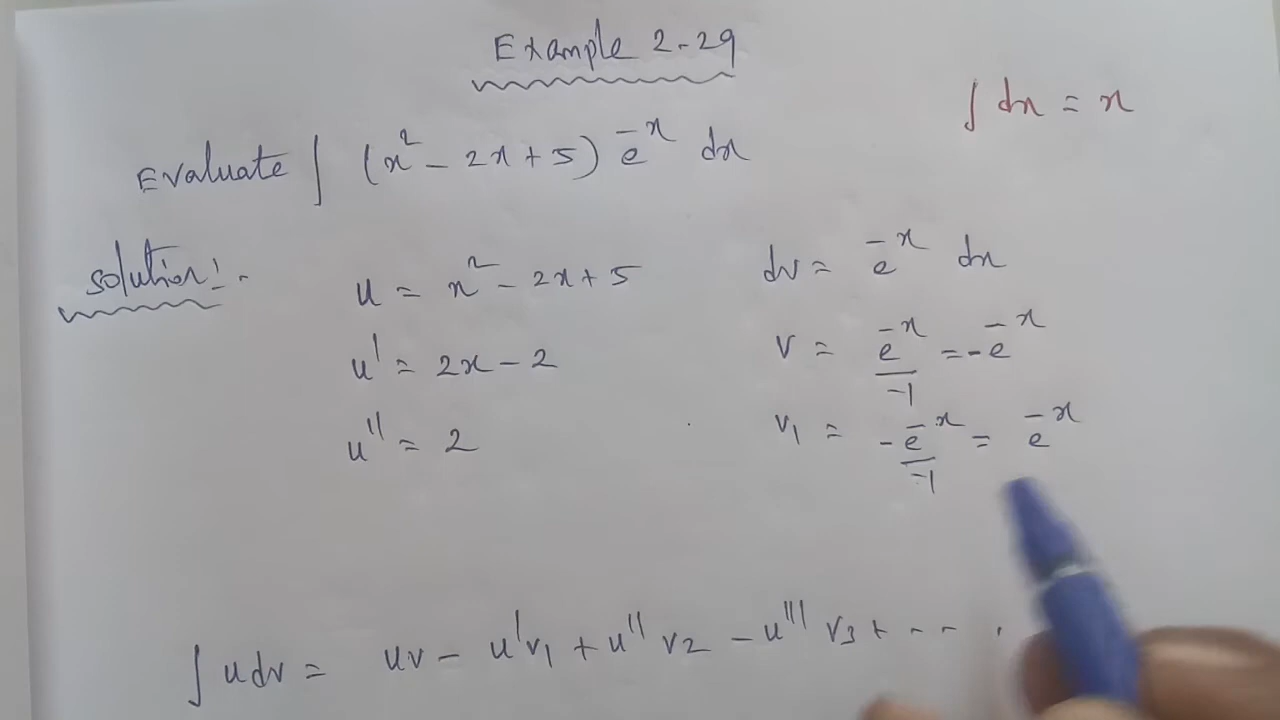 Example 2.29
∫ dx = x
Evaluate ∫ (x² - 2x + 5) e^-x dx
Solution:-
u = x² - 2x + 5
dv = e^-x dx
u' = 2x - 2
v = e^-x / -1 = -e^-x
u'' = 2
v₁ = -e^-x / -1 = e^-x
∫ u dv = uv - u'v₁ + u'' v₂ - u''' v₃ + - - - .